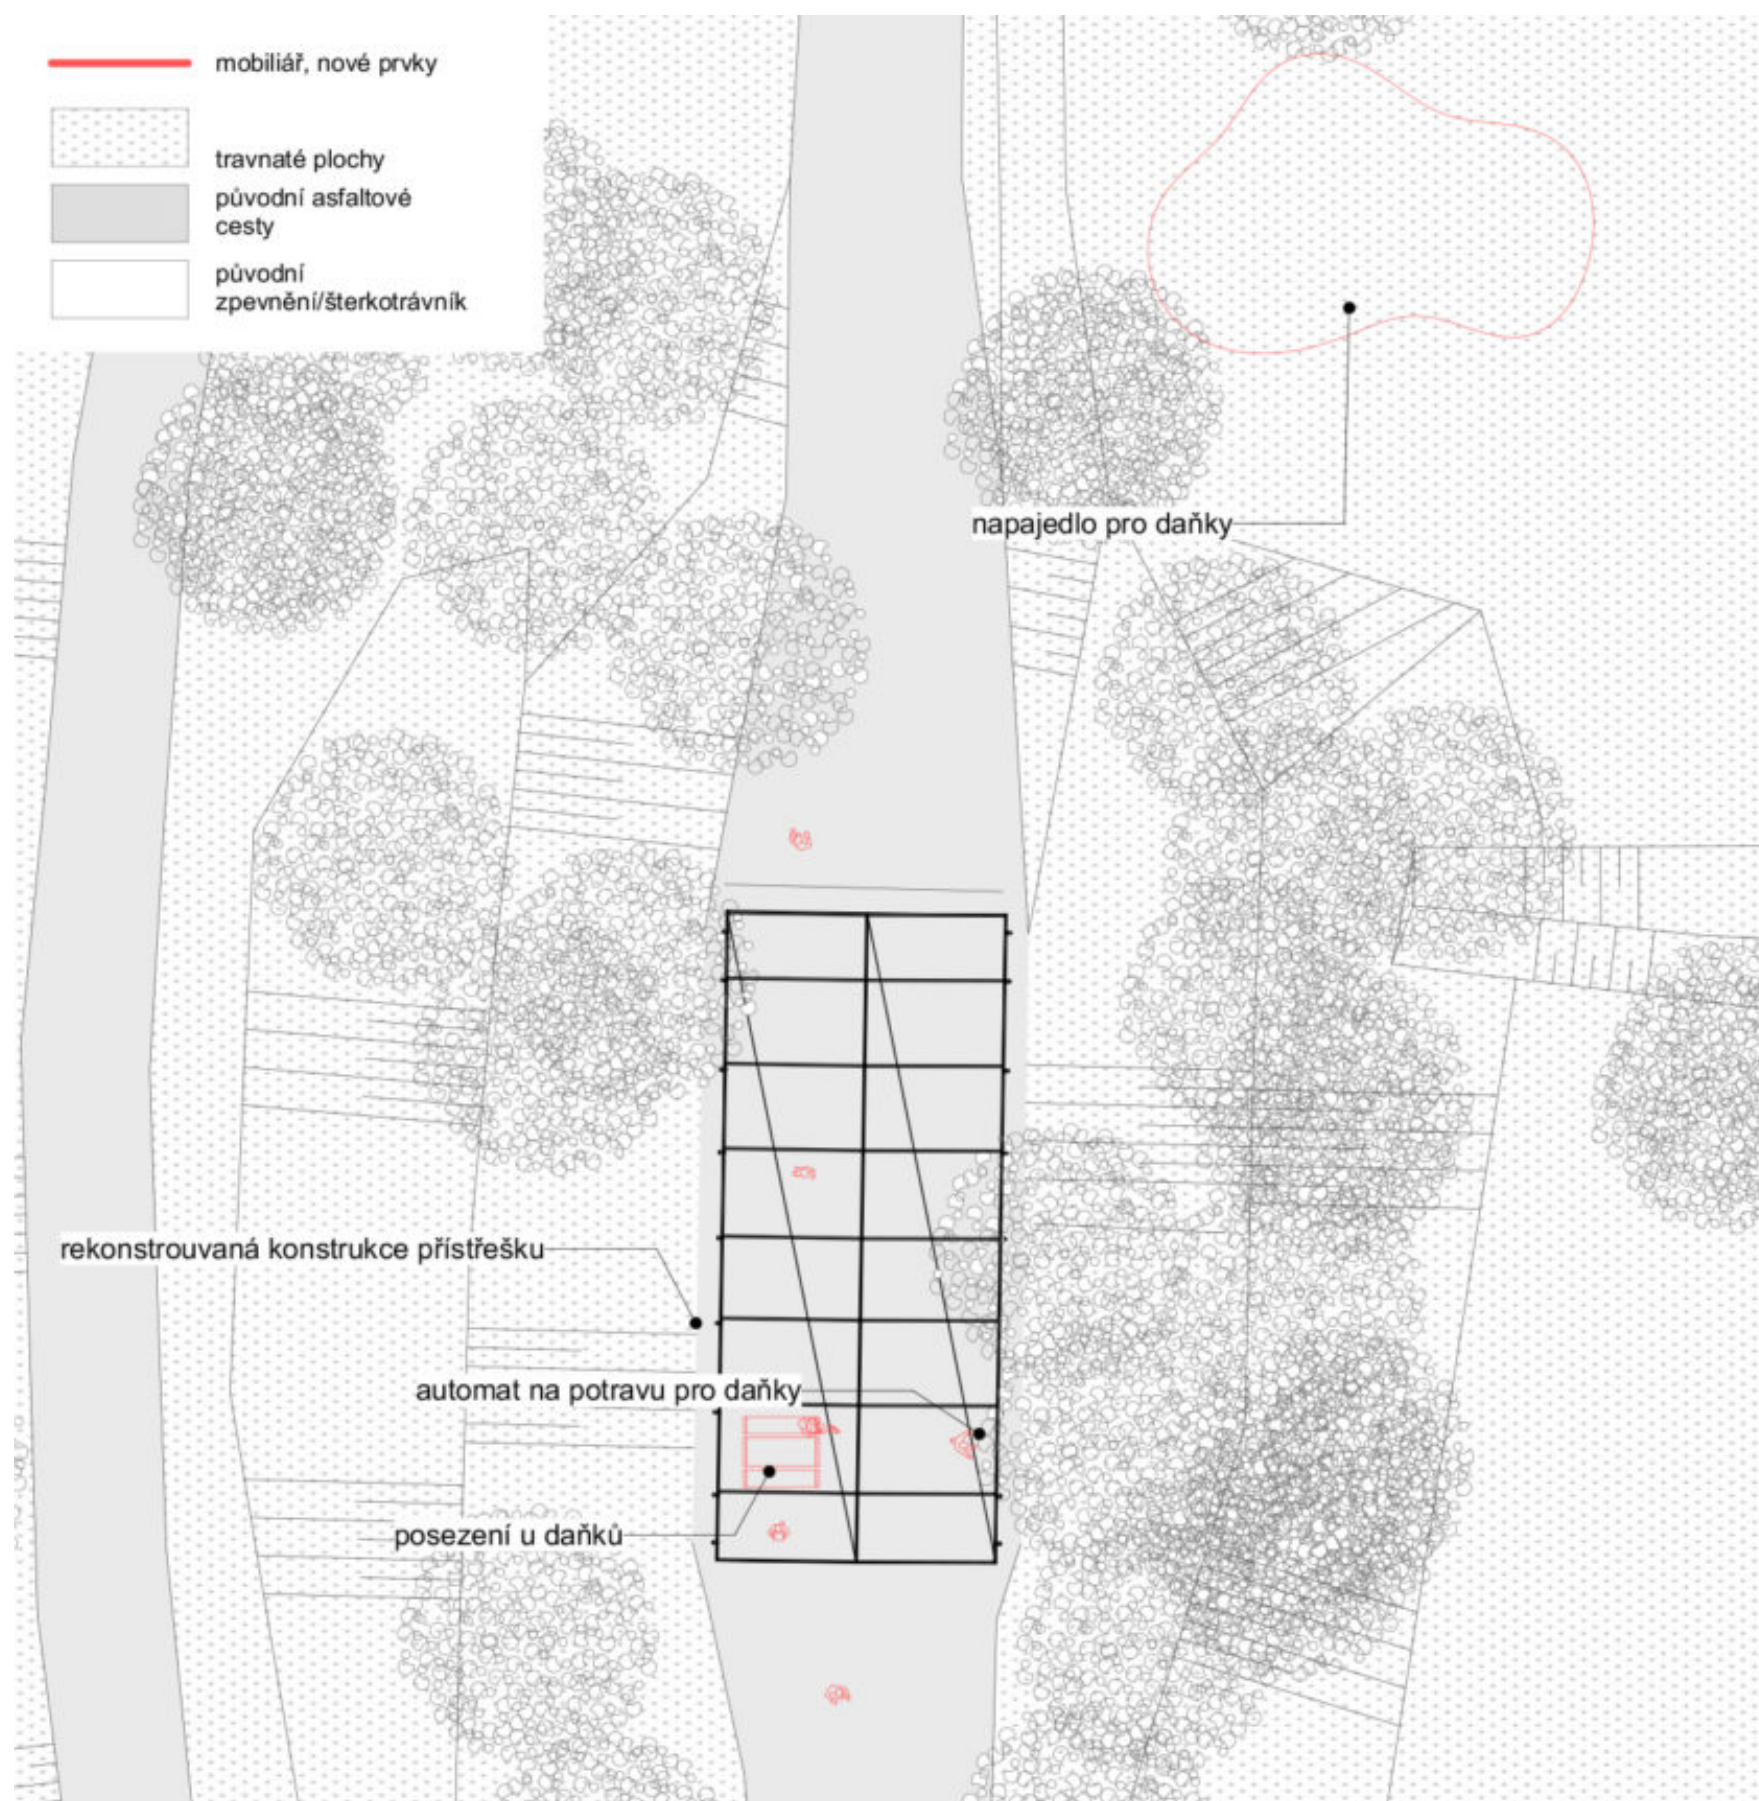 mobiliář, nové prvky
travnaté plochy
původní asfaltové
cesty
původní
zpevnění/šterkotrávník
napajedlo pro daňky
rekonstrouvaná konstrukce přístřešku
automat na potravu pro daňky
posezení u daňků